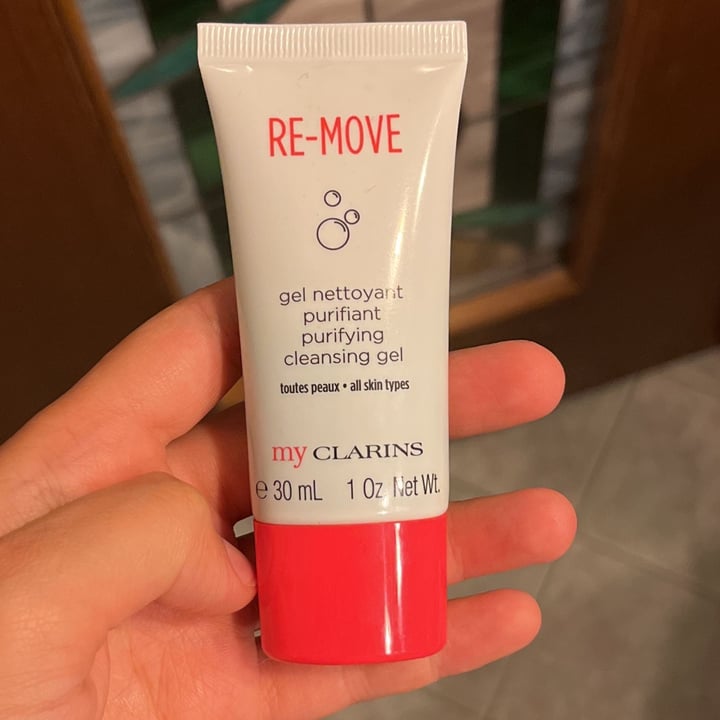 RE-MOVE
gel nettoyant
purifiant
purifying
cleansing gel
toutes peaux • all skin types
my CLARINS
℮ 30 mL 1 Oz Net Wt.